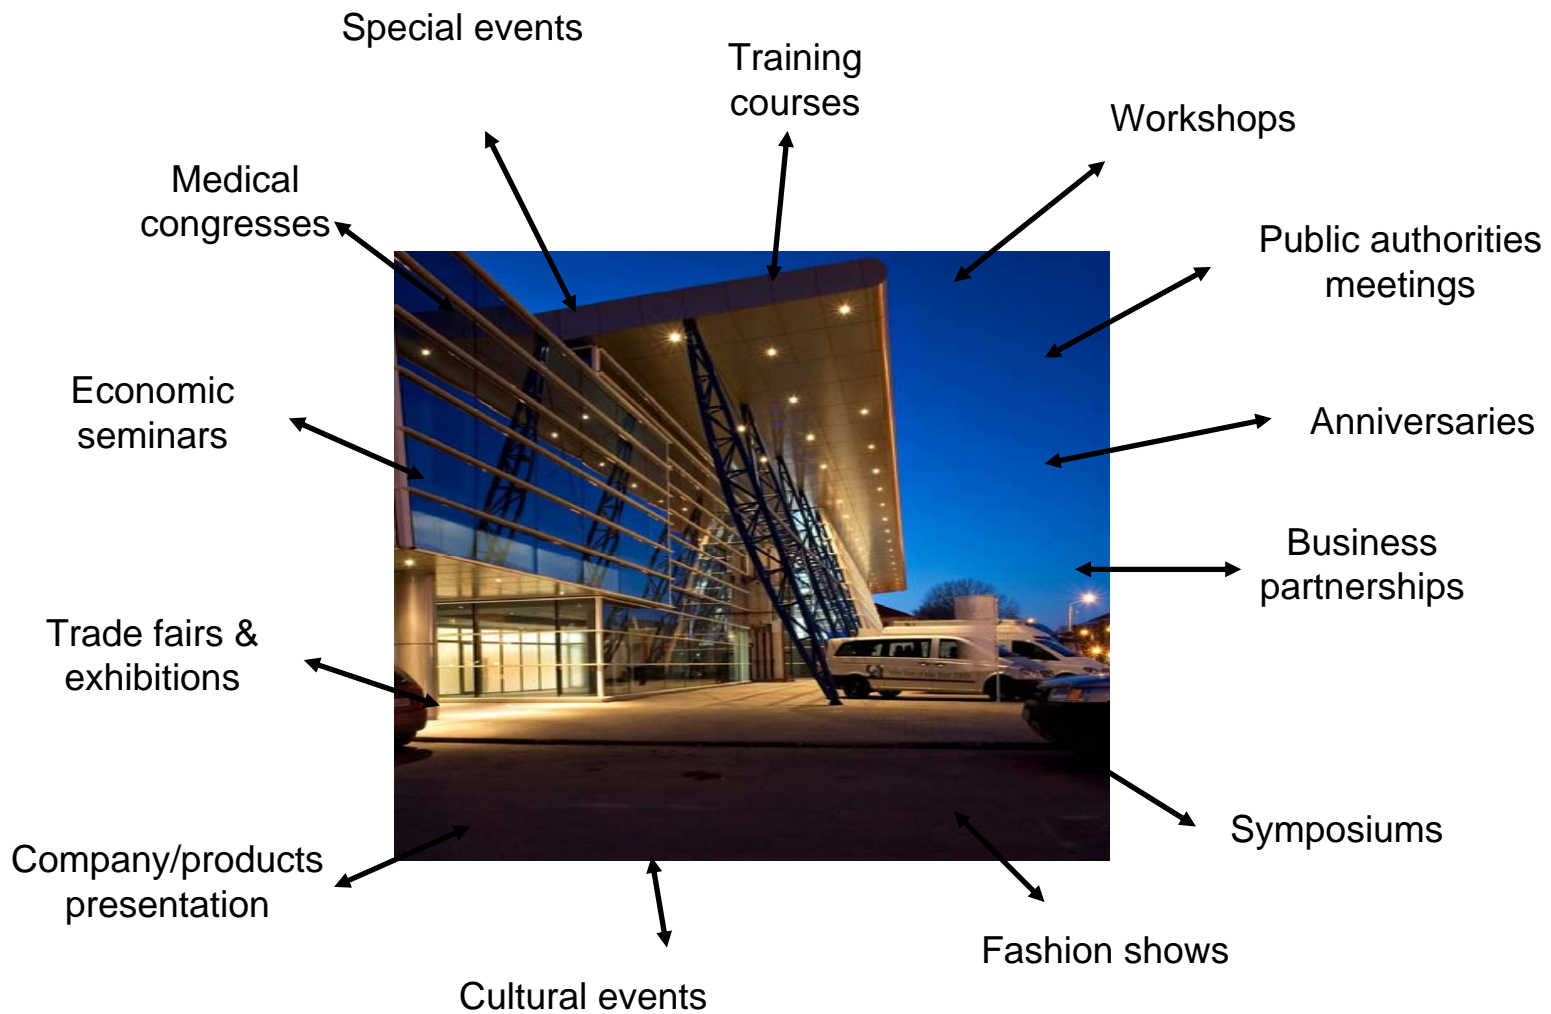 Special events
Training
courses
Workshops
Medical
congresses
Public authorities
meetings
Economic
seminars
Anniversaries
Business
partnerships
Trade fairs &
exhibitions
Symposiums
Company/products
presentation
Fashion shows
Cultural events